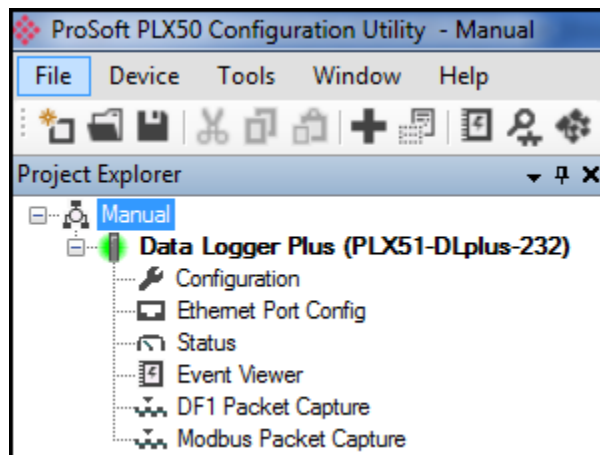 ProSoft PLX50 Configuration Utility - Manual
File Device Tools Window Help
Project Explorer
Manual
Data Logger Plus (PLX51-DLplus-232)
Configuration
Ethernet Port Config
Status
Event Viewer
DF1 Packet Capture
Modbus Packet Capture